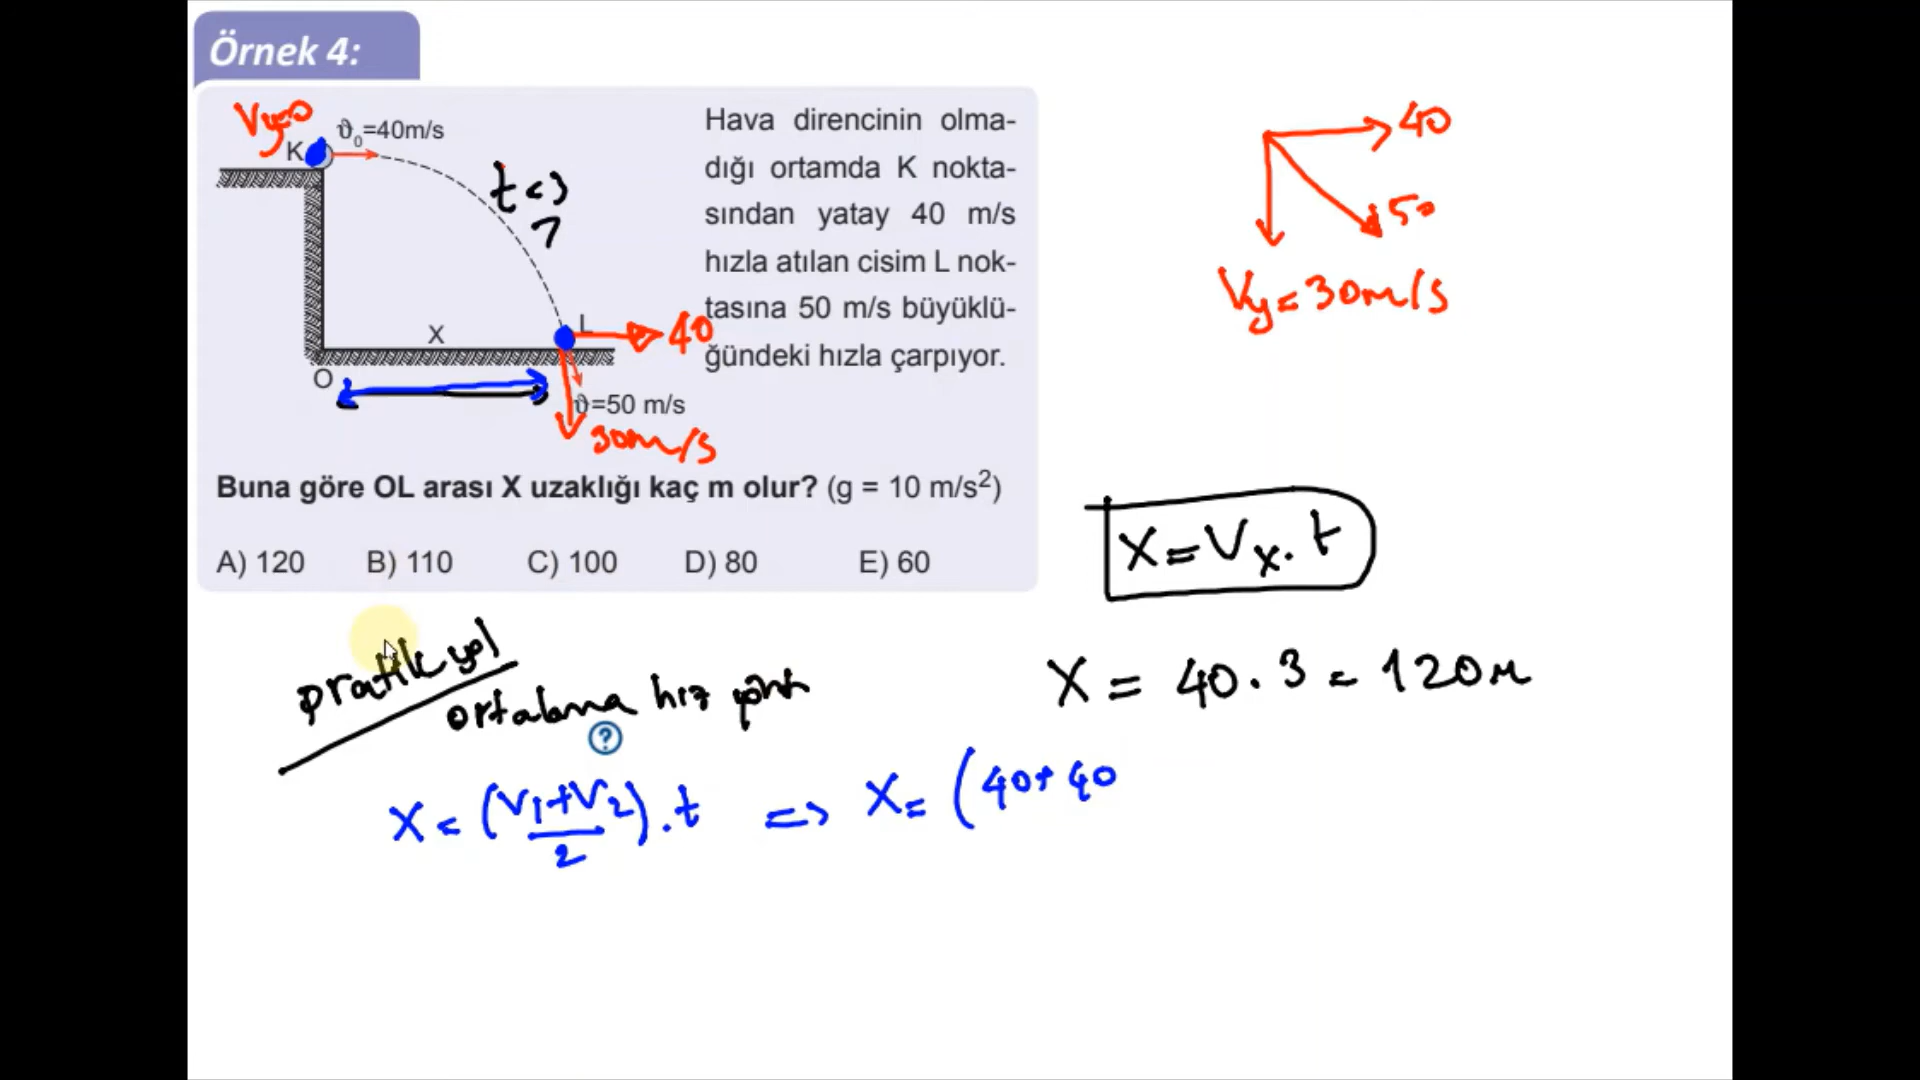 Örnek 4:
Vy=0
ϑ₀=40m/s
K
t=3
L
40
X
O
ϑ=50 m/s
30m/s
Hava direncinin olma-
dığı ortamda K nokta-
sından yatay 40 m/s
hızla atılan cisim L nok-
tasına 50 m/s büyüklü-
ğündeki hızla çarpıyor.
Buna göre OL arası X uzaklığı kaç m olur? (g = 10 m/s²)
A) 120 B) 110 C) 100 D) 80 E) 60
40
50
Vy=30m/s
X=Vx.t
X = 40.3=120m
pratik yol
ortalama hız
?
X=(V1+V2/2).t => X=(40+40